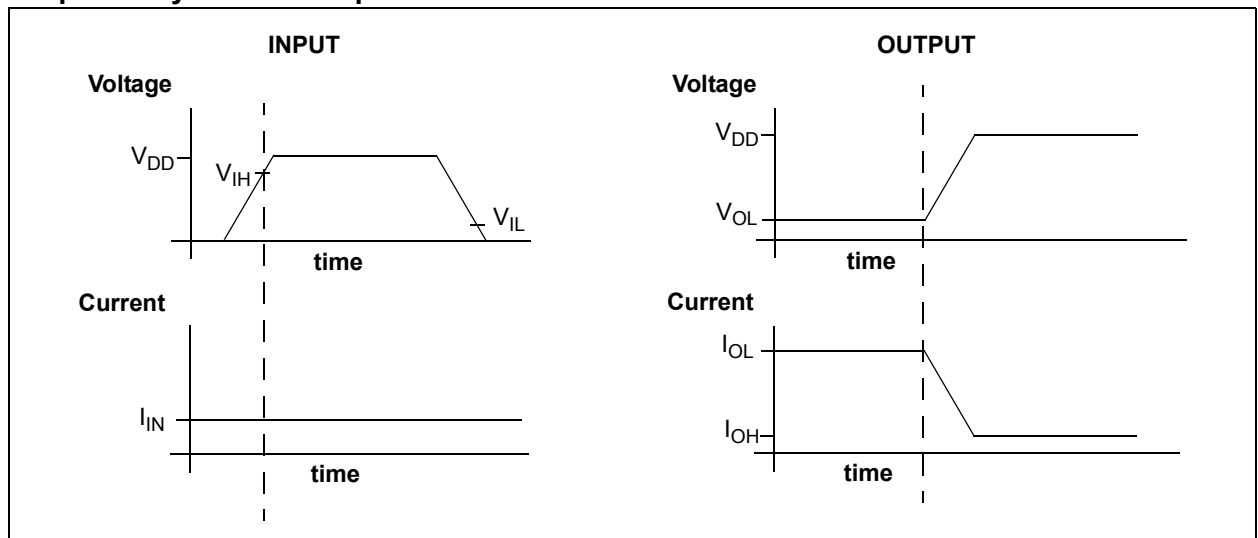 INPUT
Voltage
VDD
VIH
VIL
time
Current
IIN
time
OUTPUT
Voltage
VDD
VOL
time
Current
IOL
IOH
time